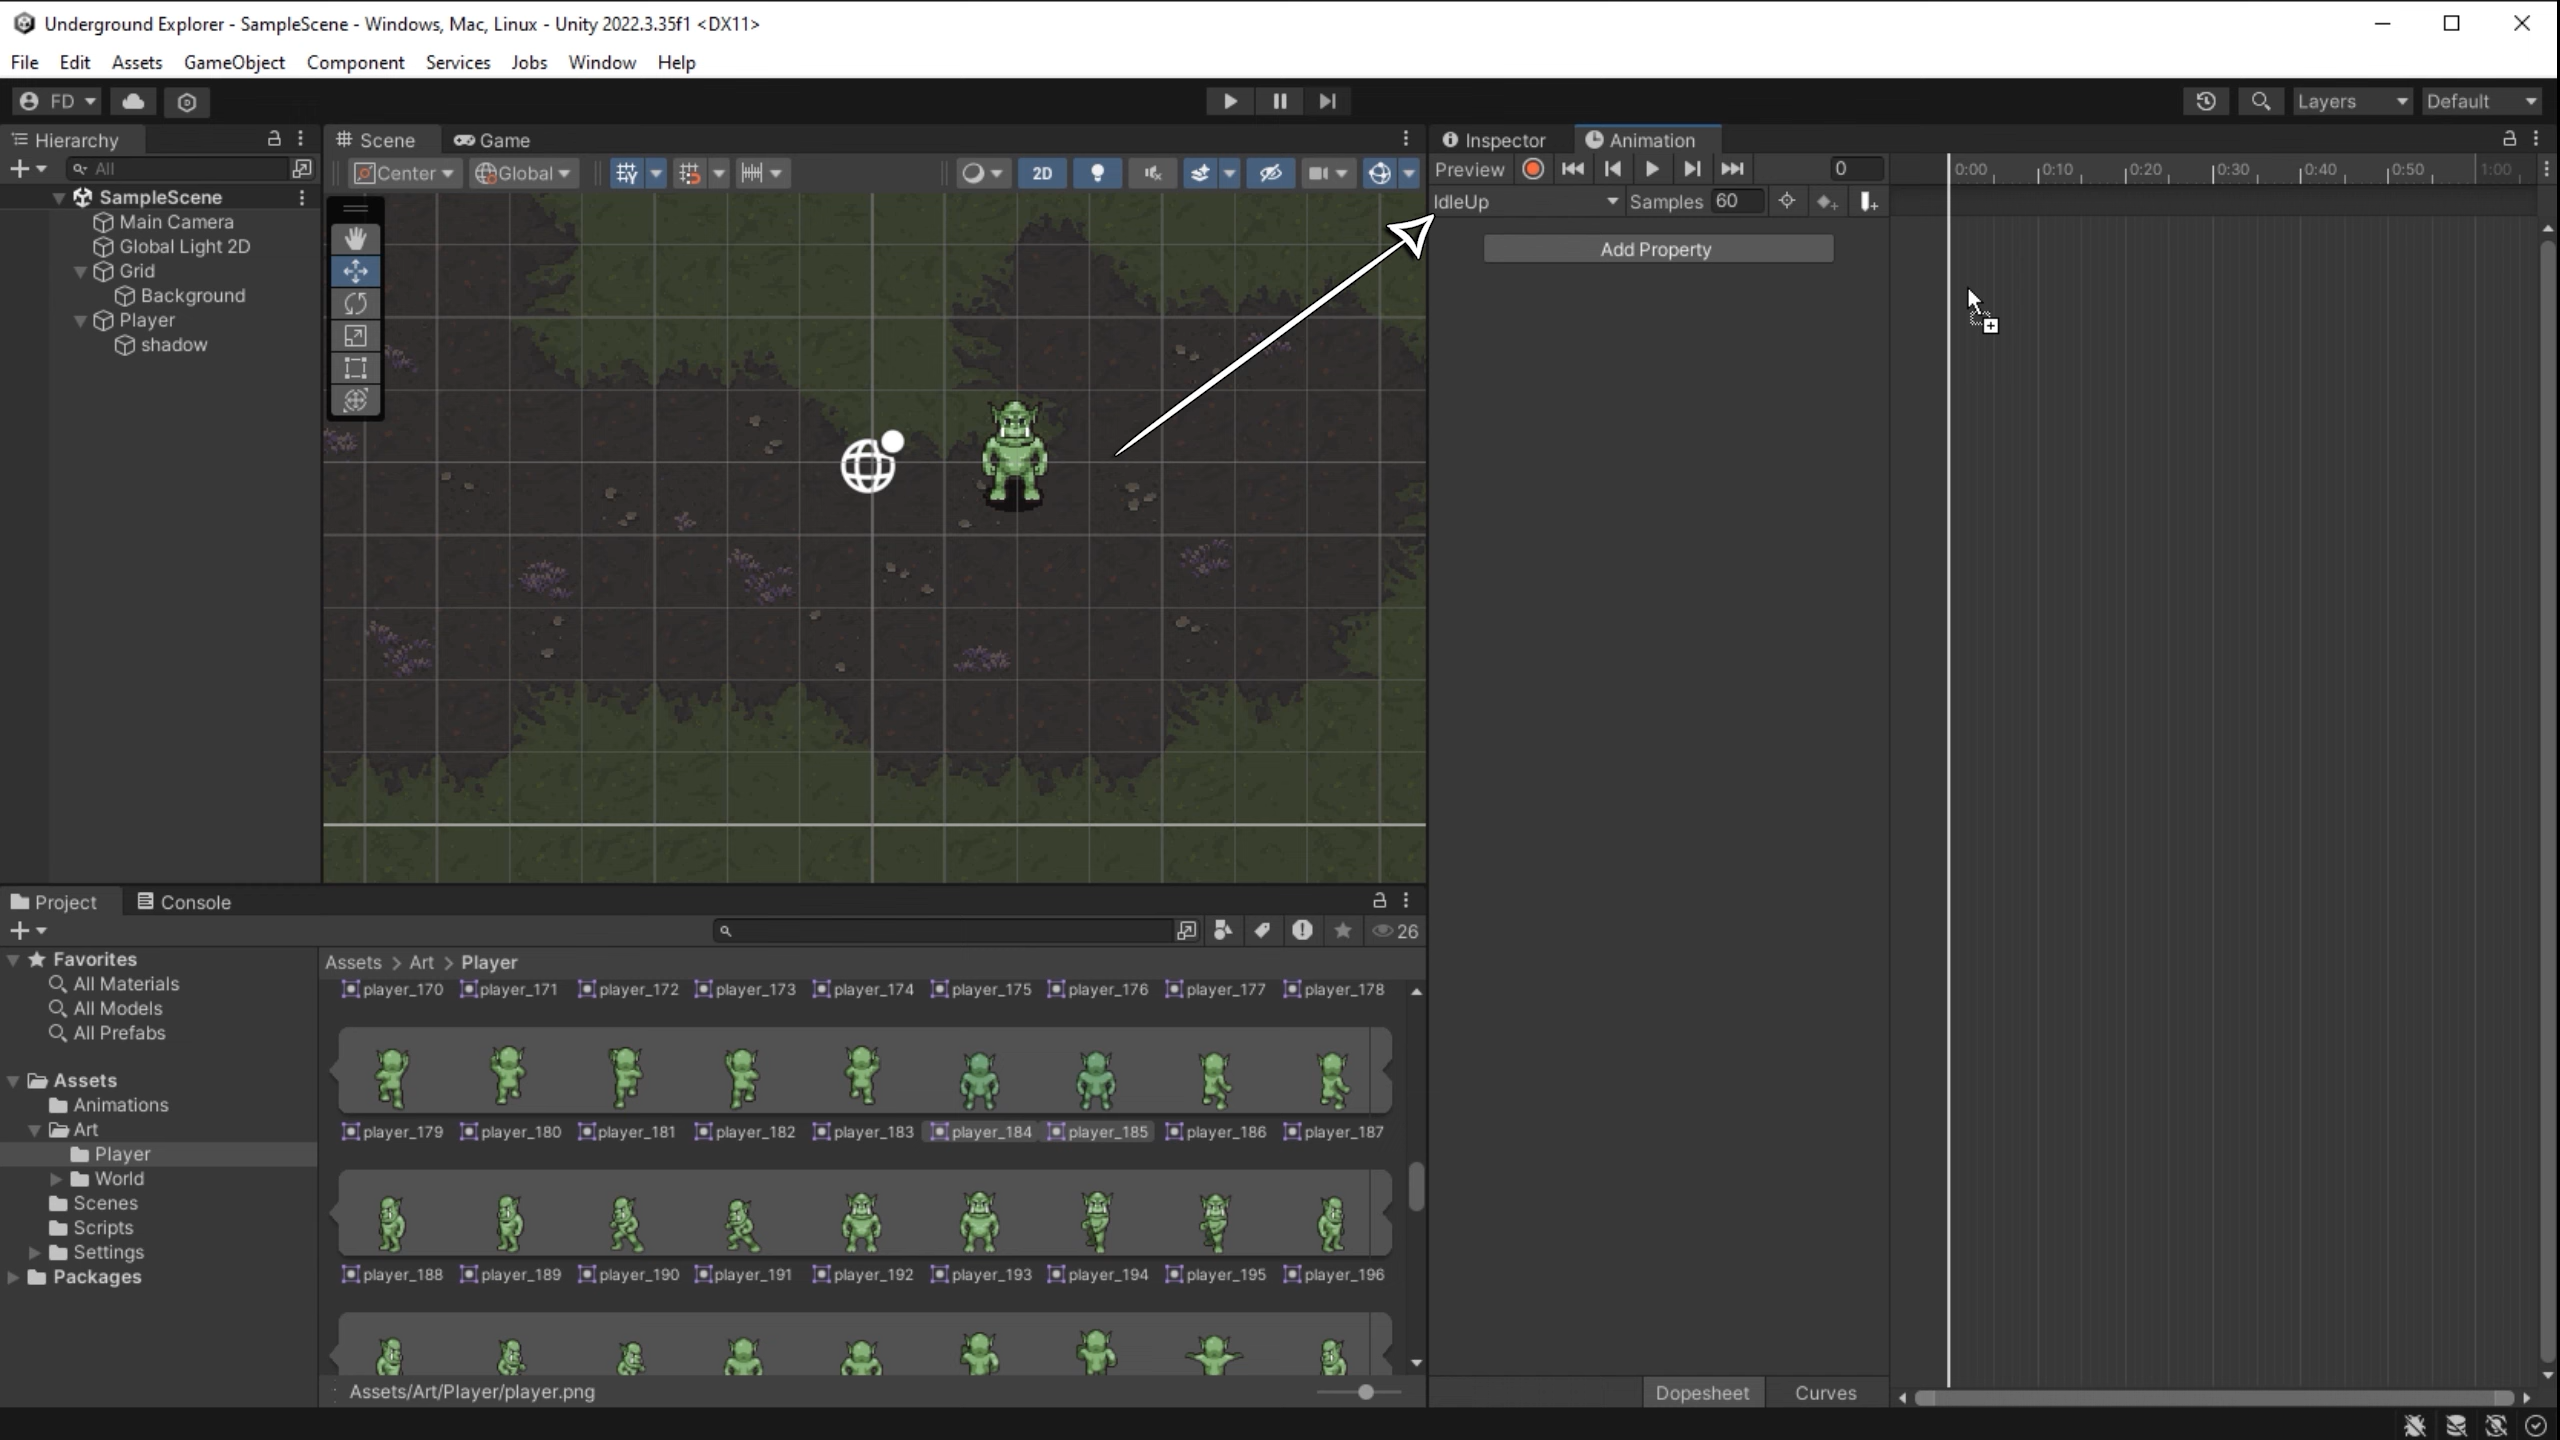 Underground Explorer - SampleScene - Windows, Mac, Linux - Unity 2022.3.35f1 <DX11>
File Edit Assets GameObject Component Services Jobs Window Help
FD Layers Default
Hierarchy
All
SampleScene
Main Camera
Global Light 2D
Grid
Background
Player
shadow
Scene Game
Center Global 2D
Inspector Animation
Preview 0 0:00 0:10 0:20 0:30 0:40 0:50 1:00
IdleUp Samples 60
Add Property
Dopesheet Curves
Project Console
26
Favorites
All Materials
All Models
All Prefabs
Assets
Animations
Art
Player
World
Scenes
Scripts
Settings
Packages
Assets > Art > Player
player_170 player_171 player_172 player_173 player_174 player_175 player_176 player_177 player_178
player_179 player_180 player_181 player_182 player_183 player_184 player_185 player_186 player_187
player_188 player_189 player_190 player_191 player_192 player_193 player_194 player_195 player_196
Assets/Art/Player/player.png